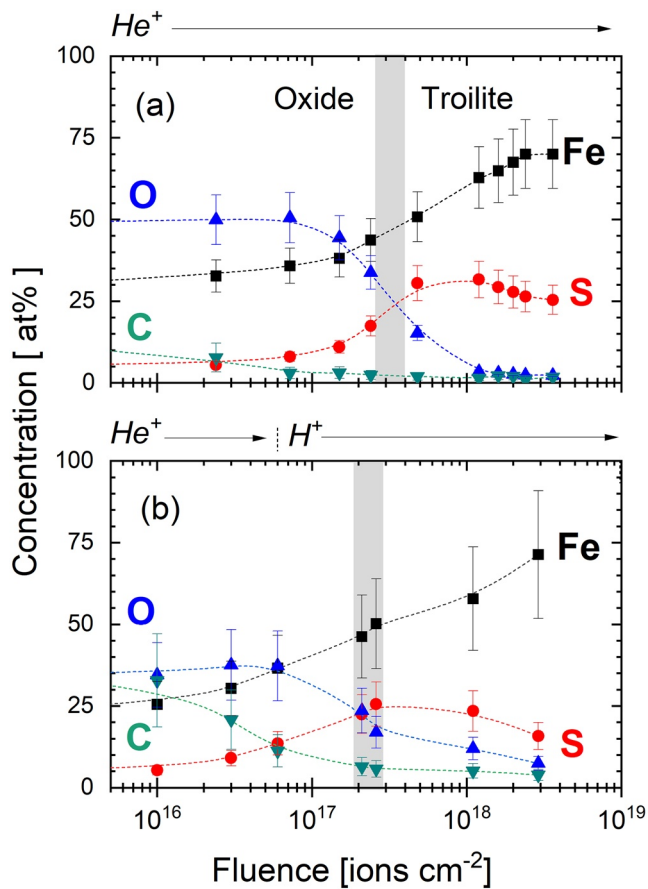 He+
100
(a)
Oxide
Troilite
75
Fe
O
50
25
S
C
0
Concentration [ at% ]
He+
H+
100
(b)
75
Fe
O
50
25
C
S
0
10^16
10^17
10^18
10^19
Fluence [ions cm^-2]